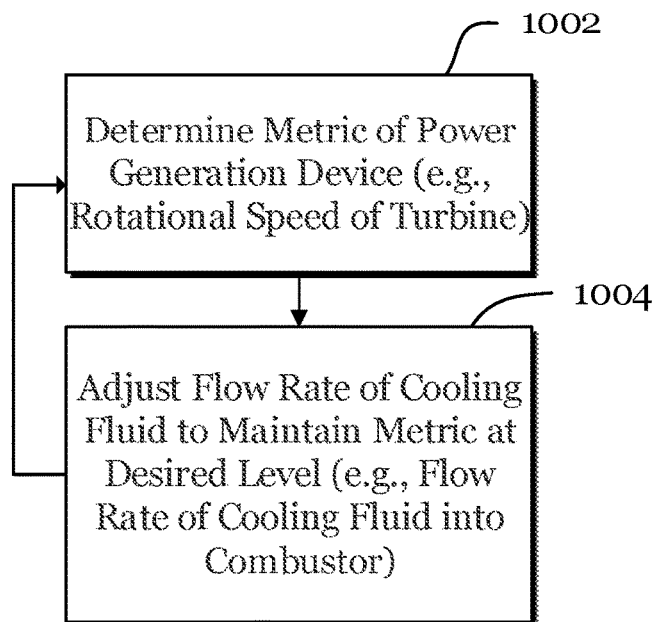 1002
Determine Metric of Power
Generation Device (e.g.,
Rotational Speed of Turbine)
1004
Adjust Flow Rate of Cooling
Fluid to Maintain Metric at
Desired Level (e.g., Flow
Rate of Cooling Fluid into
Combustor)